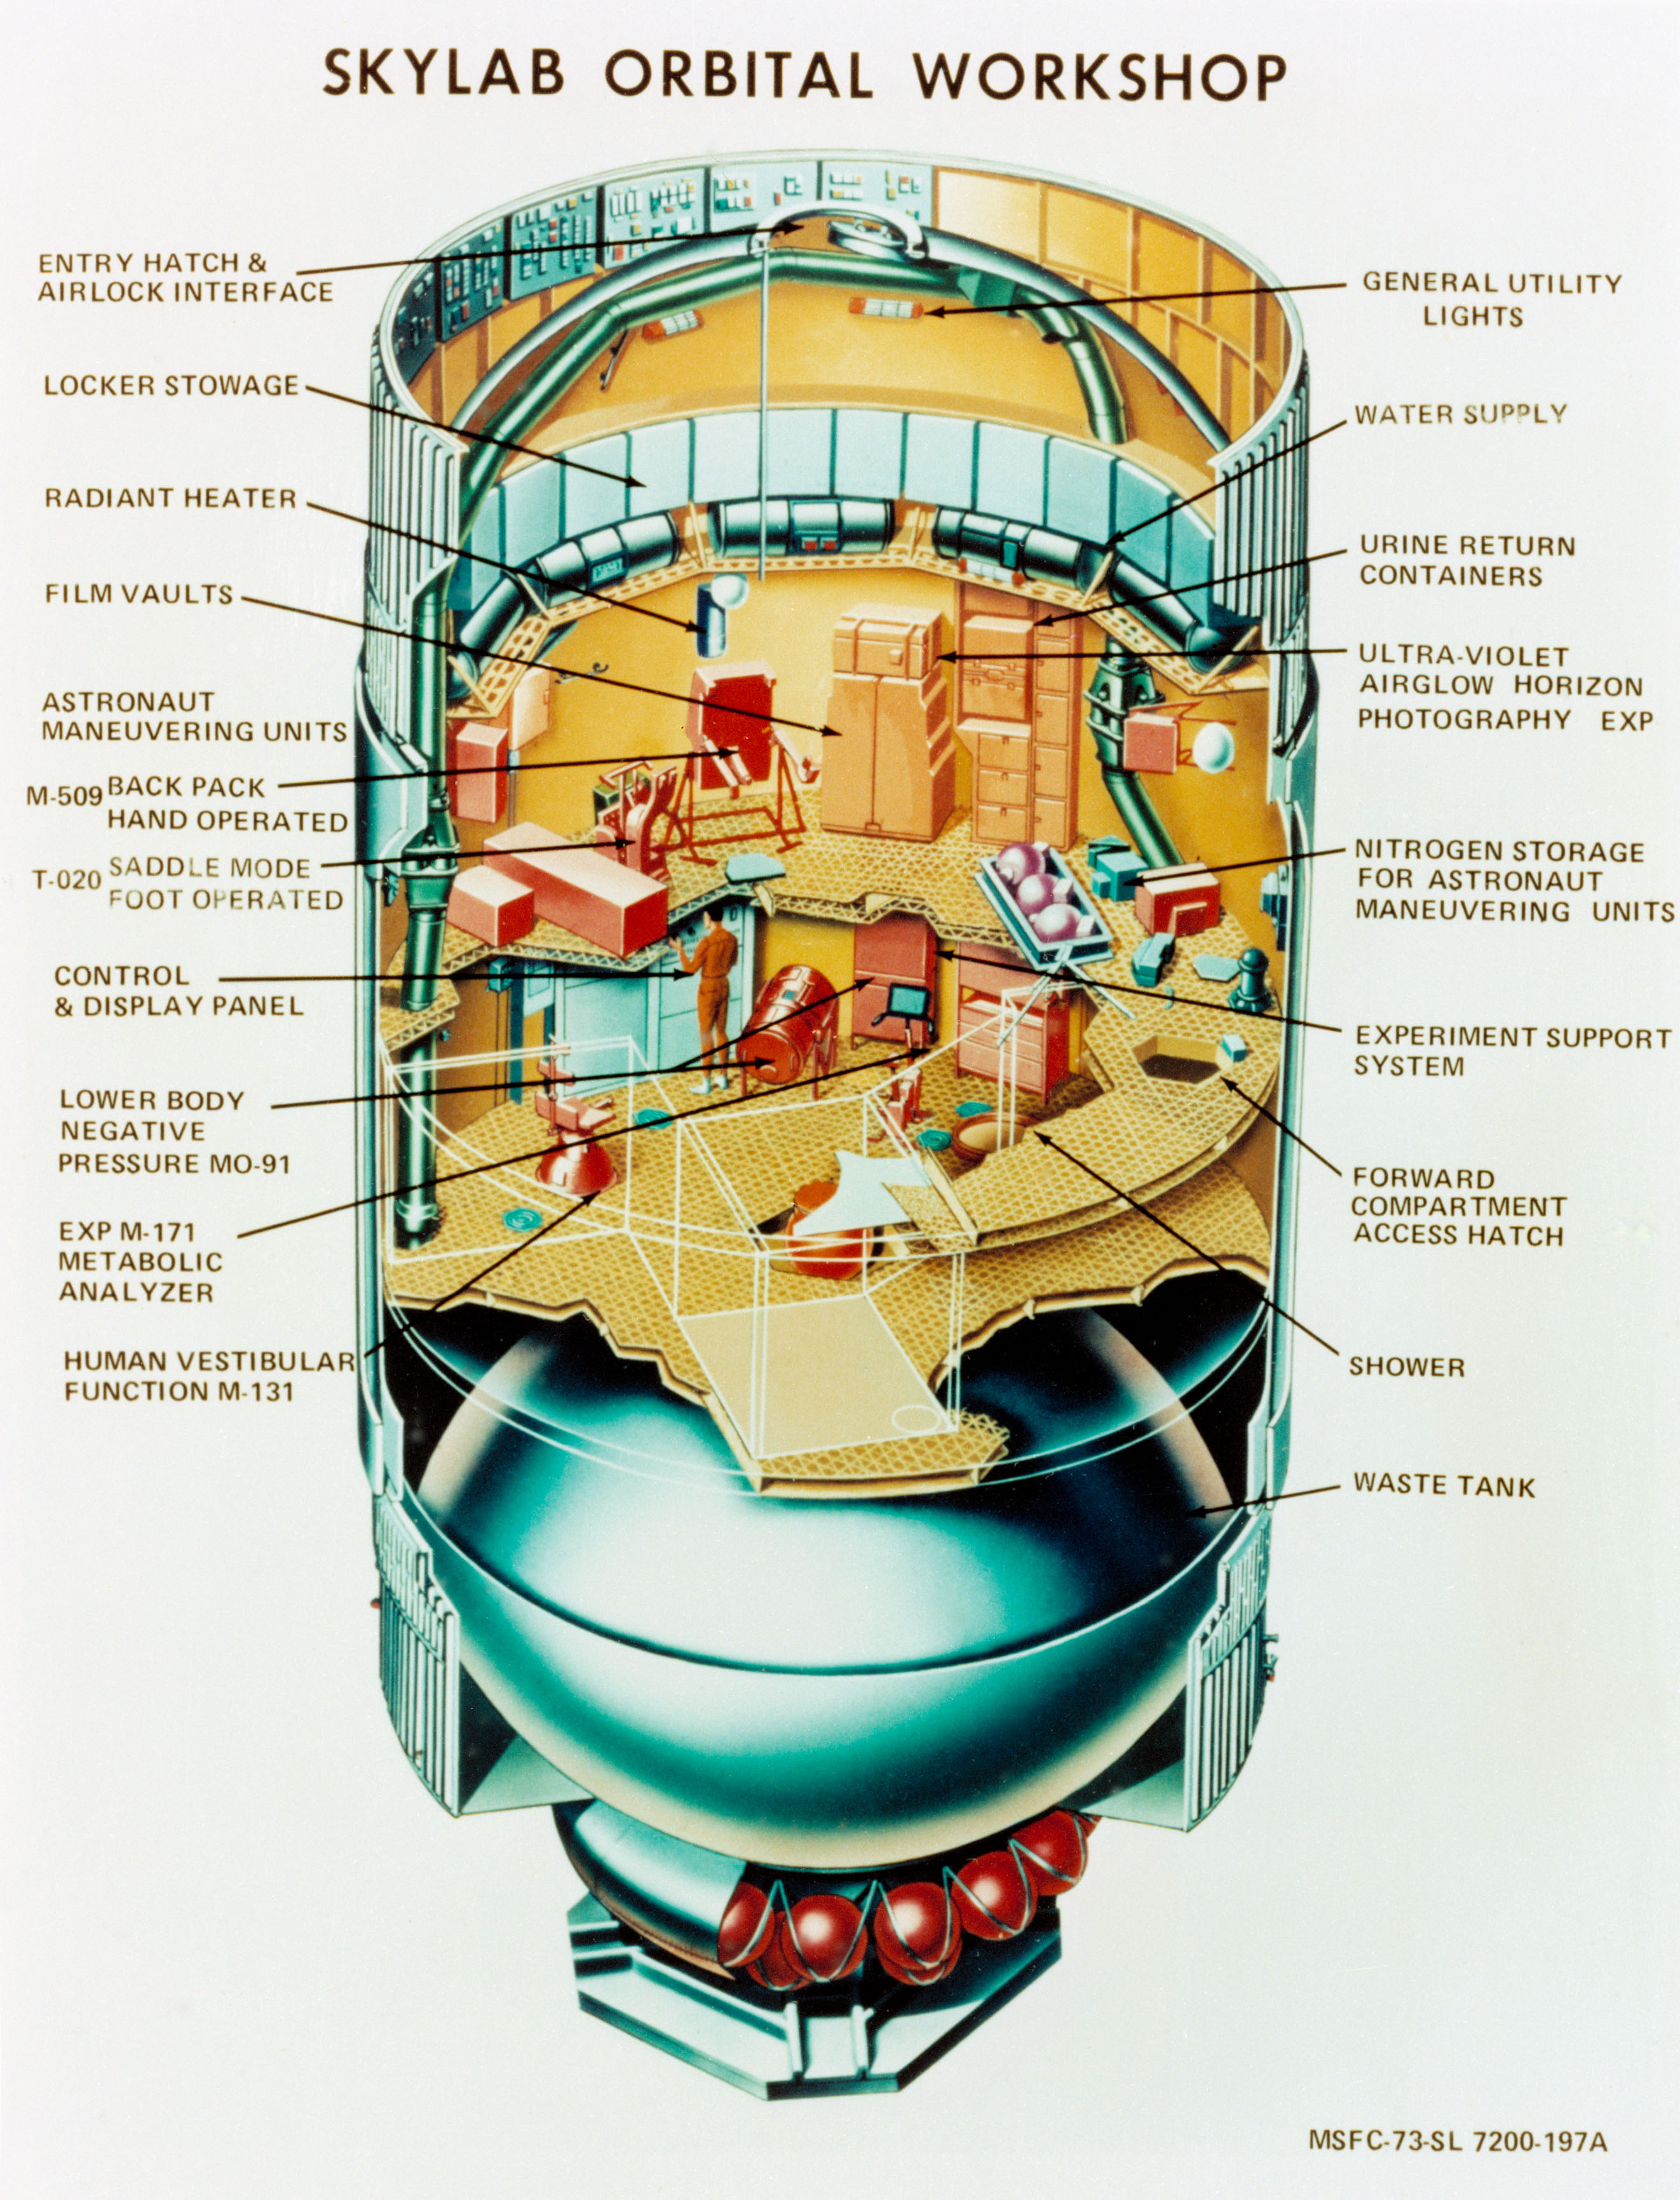 SKYLAB ORBITAL WORKSHOP
ENTRY HATCH &
AIRLOCK INTERFACE
LOCKER STOWAGE
RADIANT HEATER
FILM VAULTS
ASTRONAUT
MANEUVERING UNITS
M-509 BACK PACK
HAND OPERATED
T-020 SADDLE MODE
FOOT OPERATED
CONTROL
& DISPLAY PANEL
LOWER BODY
NEGATIVE
PRESSURE MO-91
EXP M-171
METABOLIC
ANALYZER
HUMAN VESTIBULAR
FUNCTION M-131
GENERAL UTILITY
LIGHTS
WATER SUPPLY
URINE RETURN
CONTAINERS
ULTRA-VIOLET
AIRGLOW HORIZON
PHOTOGRAPHY EXP
NITROGEN STORAGE
FOR ASTRONAUT
MANEUVERING UNITS
EXPERIMENT SUPPORT
SYSTEM
FORWARD
COMPARTMENT
ACCESS HATCH
SHOWER
WASTE TANK
MSFC-73-SL 7200-197A